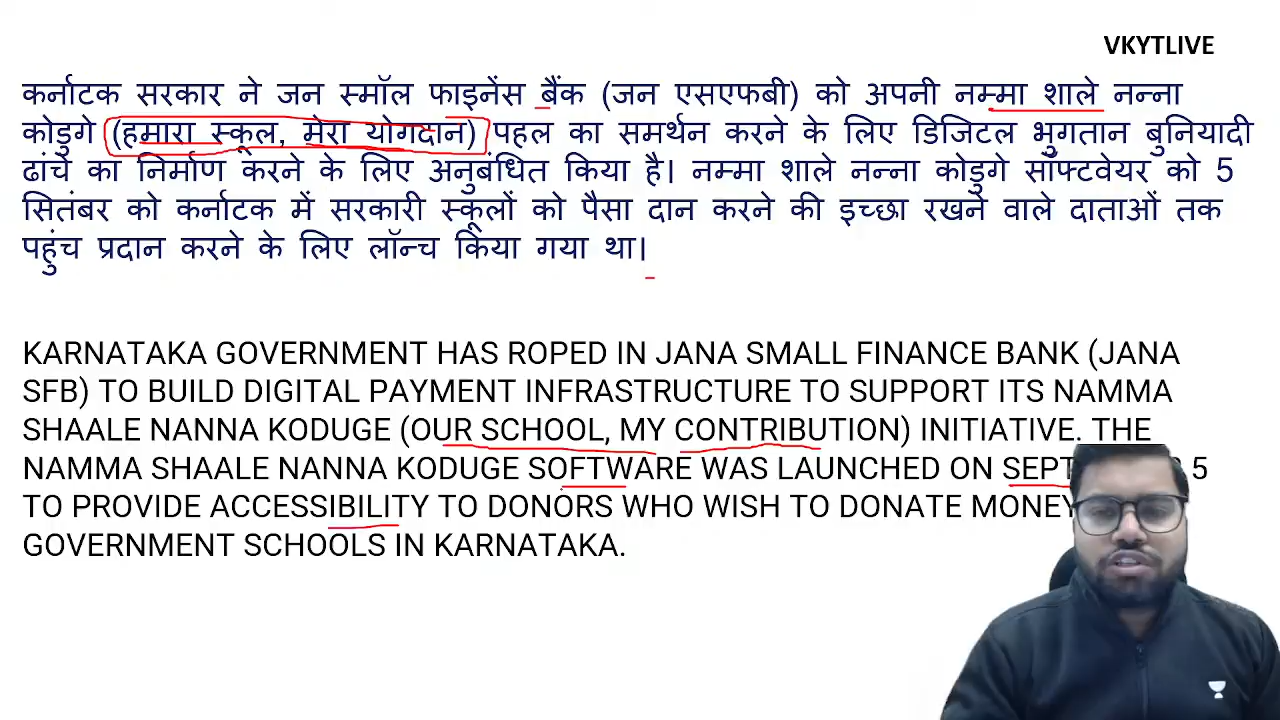 VKYTLIVE
कर्नाटक सरकार ने जन स्मॉल फाइनेंस बैंक (जन एसएफबी) को अपनी नम्मा शाले नन्ना
कोडुगे (हमारा स्कूल, मेरा योगदान) पहल का समर्थन करने के लिए डिजिटल भुगतान बुनियादी
ढांचे का निर्माण करने के लिए अनुबंधित किया है। नम्मा शाले नन्ना कोडुगे सॉफ्टवेयर को 5
सितंबर को कर्नाटक में सरकारी स्कूलों को पैसा दान करने की इच्छा रखने वाले दाताओं तक
पहुंच प्रदान करने के लिए लॉन्च किया गया था।
KARNATAKA GOVERNMENT HAS ROPED IN JANA SMALL FINANCE BANK (JANA
SFB) TO BUILD DIGITAL PAYMENT INFRASTRUCTURE TO SUPPORT ITS NAMMA
SHAALE NANNA KODUGE (OUR SCHOOL, MY CONTRIBUTION) INITIATIVE. THE
NAMMA SHAALE NANNA KODUGE SOFTWARE WAS LAUNCHED ON 5
TO PROVIDE ACCESSIBILITY TO DONORS WHO WISH TO DONATE MONEY
GOVERNMENT SCHOOLS IN KARNATAKA.